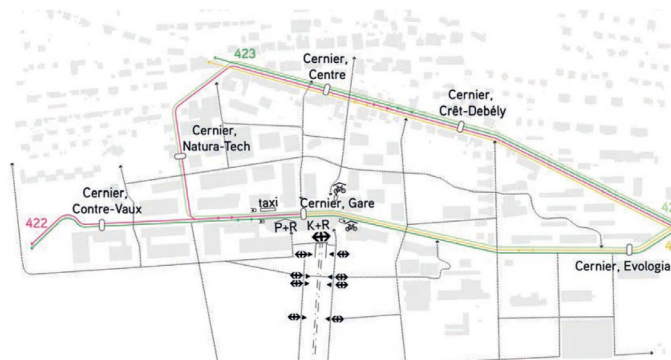 423
Cernier,
Centre
Cernier,
Crêt-Debély
Cernier,
Natura-Tech
Cernier,
Contre-Vaux
taxi
Cernier, Gare
422
P+R K+R
Cernier, Evologia